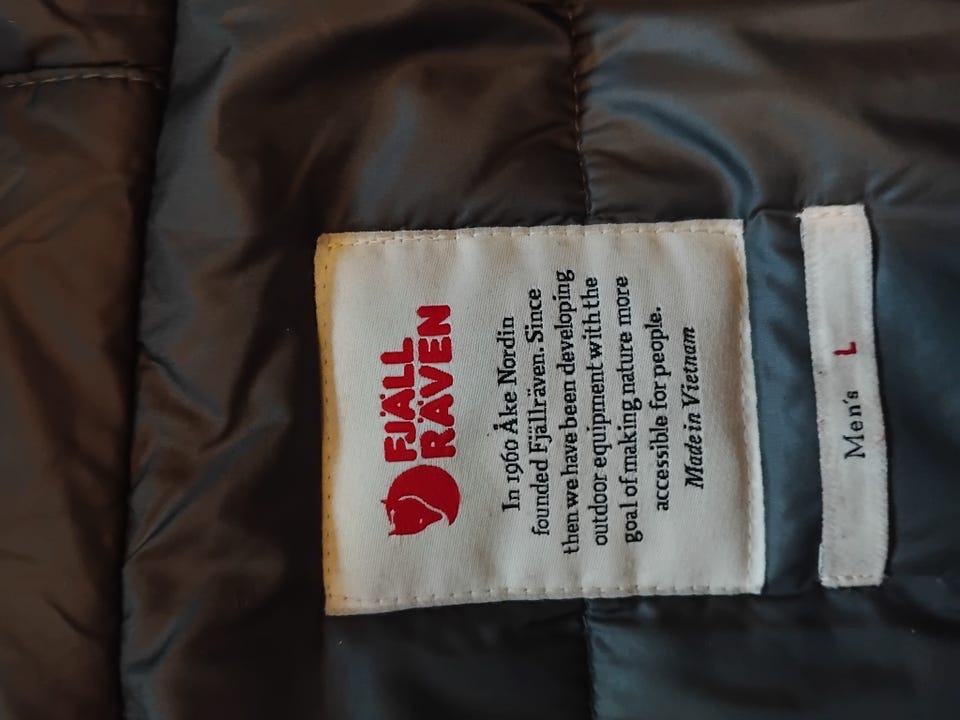 FJÄLL
RÄVEN
In 1960 Åke Nordin
founded Fjällräven. Since
then we have been developing
outdoor equipment with the
goal of making nature more
accessible for people.
Made in Vietnam
Men's L